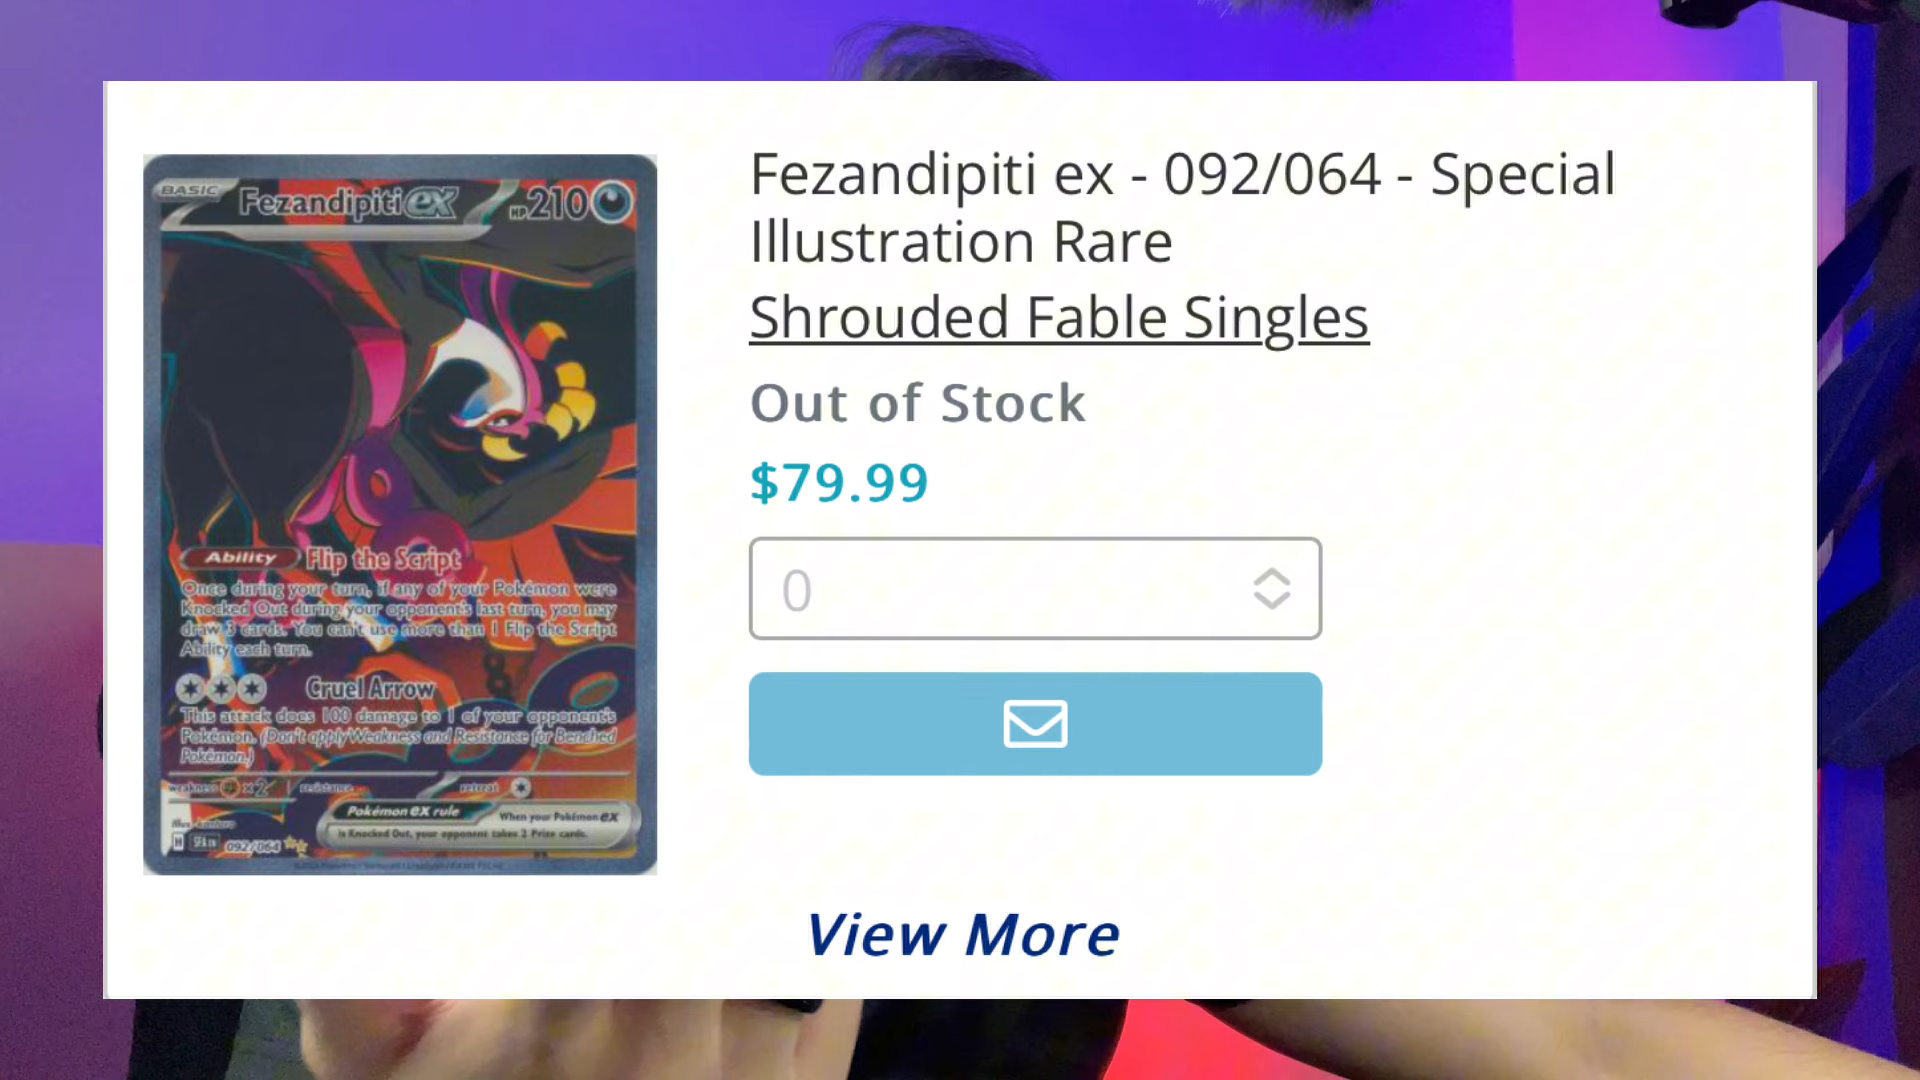 BASIC
Fezandipiti ex
HP 210
Ability Flip the Script
Once during your turn, if any of your Pokémon were
Knocked Out during your opponent's last turn, you may
draw 3 cards. You can't use more than 1 Flip the Script
Ability each turn.
Cruel Arrow
This attack does 100 damage to 1 of your opponent's
Pokémon. (Don't apply Weakness and Resistance for Benched
Pokémon.)
weakness x2 resistance retreat
Pokémon ex rule When your Pokémon ex
is Knocked Out, your opponent takes 2 Prize cards.
Illus.
H SFA EN 092/064
Fezandipiti ex - 092/064 - Special
Illustration Rare
Shrouded Fable Singles
Out of Stock
$79.99
0
View More